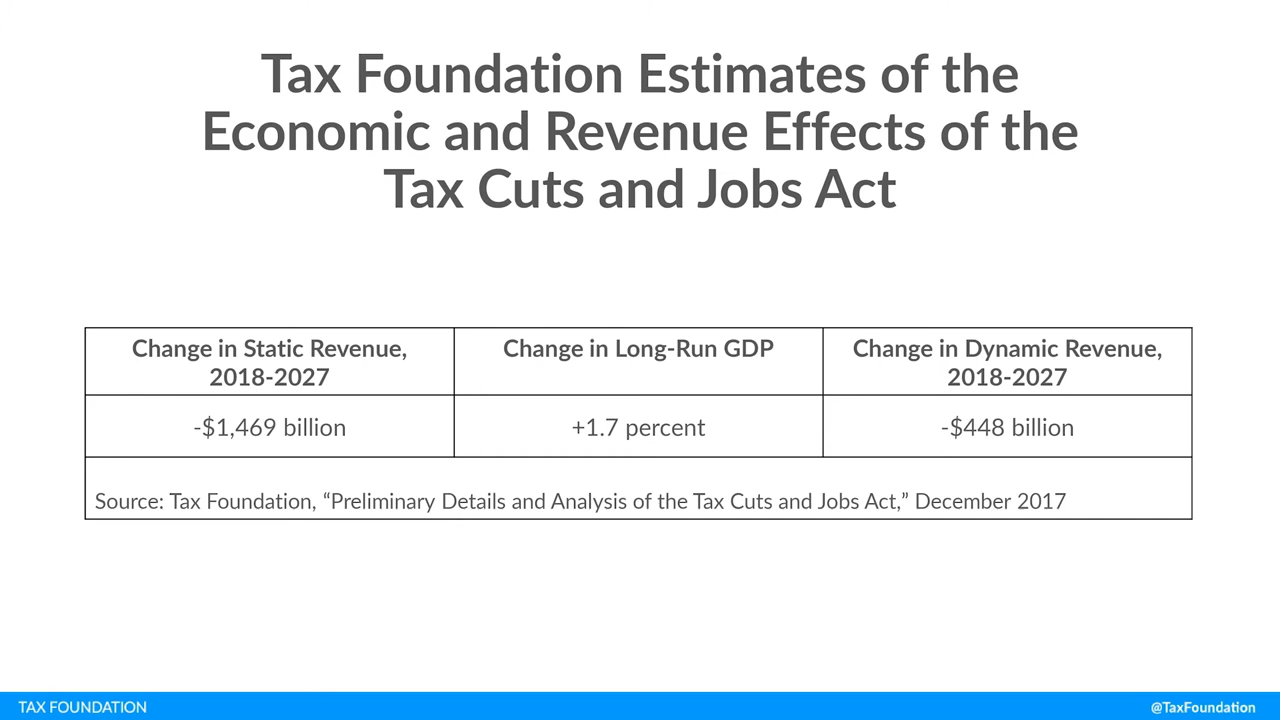 Tax Foundation Estimates of the
Economic and Revenue Effects of the
Tax Cuts and Jobs Act
Change in Static Revenue,
2018-2027
Change in Long-Run GDP
Change in Dynamic Revenue,
2018-2027
-$1,469 billion
+1.7 percent
-$448 billion
Source: Tax Foundation, “Preliminary Details and Analysis of the Tax Cuts and Jobs Act,” December 2017
TAX FOUNDATION
@TaxFoundation